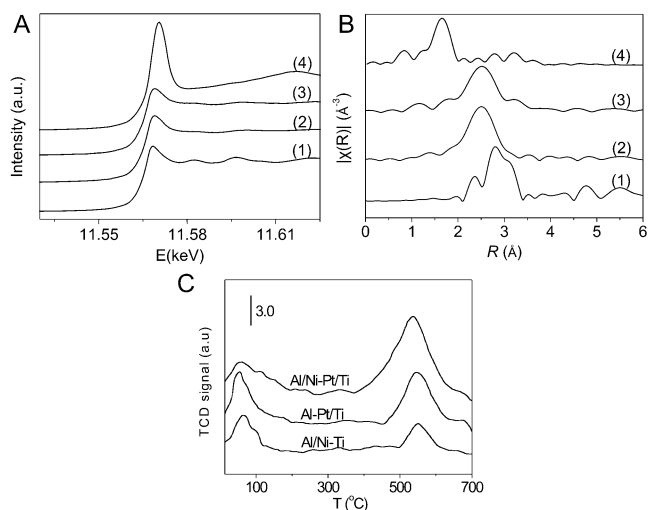 A
Intensity (a.u.)
(4)
(3)
(2)
(1)
11.55 11.58 11.61
E(keV)
B
|χ(R)| (Å⁻³)
(4)
(3)
(2)
(1)
0 1 2 3 4 5 6
R (Å)
C
TCD signal (a.u)
3.0
Al/Ni-Pt/Ti
Al-Pt/Ti
Al/Ni-Ti
100 300 500 700
T (°C)